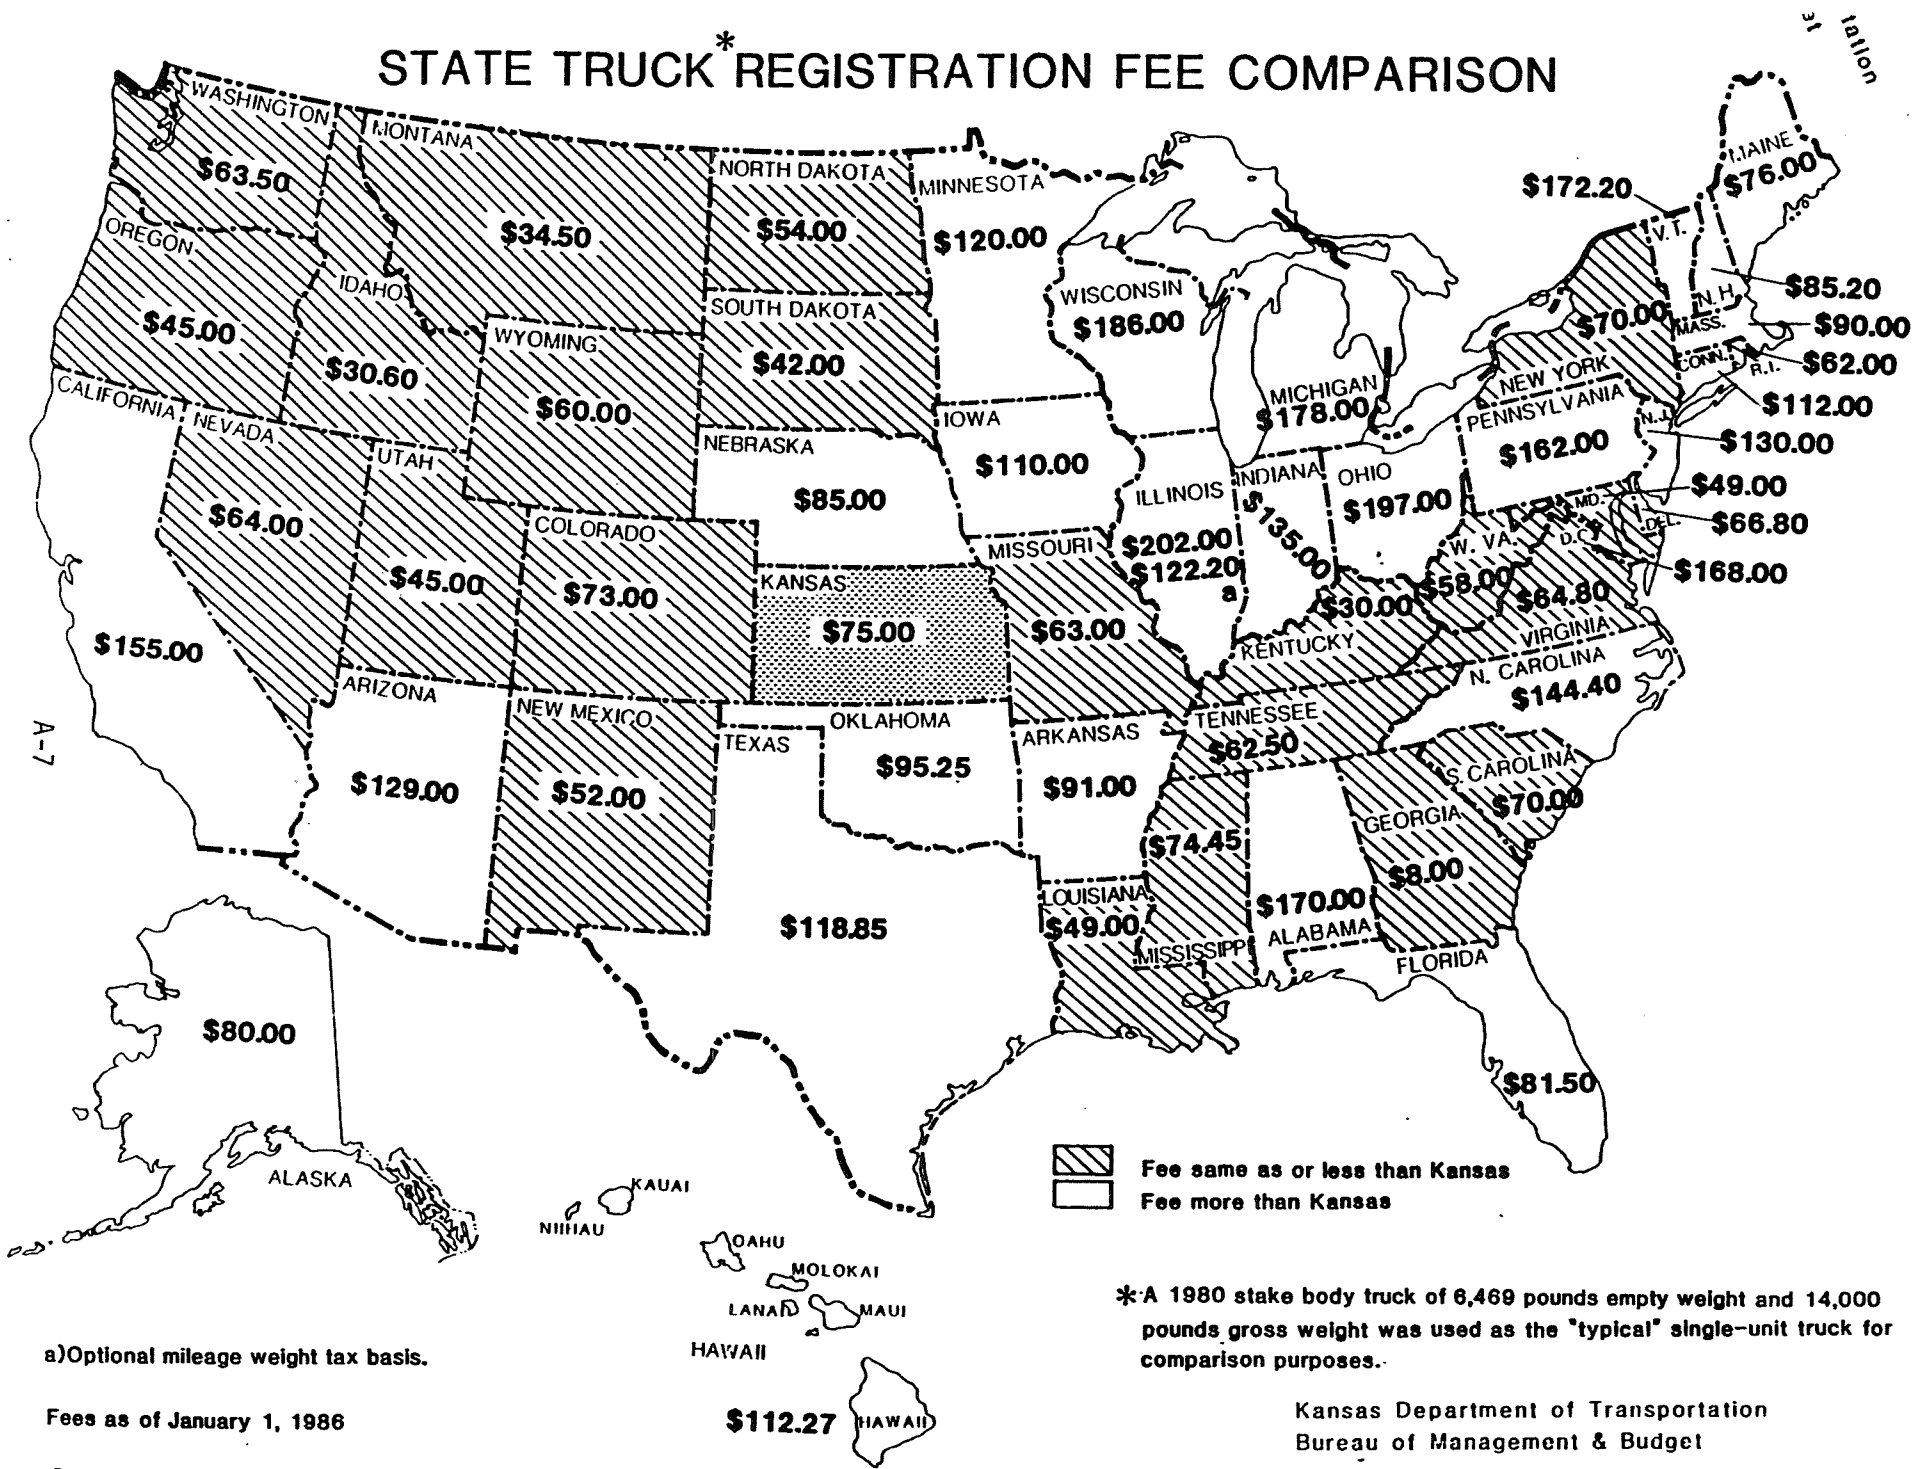 tation
et
STATE TRUCK*REGISTRATION FEE COMPARISON
WASHINGTON
$63.50
MONTANA
$34.50
NORTH DAKOTA
$54.00
MINNESOTA
$120.00
MAINE
$76.00
$172.20
V.T.
OREGON
$45.00
IDAHO
$30.60
WYOMING
$60.00
SOUTH DAKOTA
$42.00
WISCONSIN
$186.00
MICHIGAN
$178.00
$70.00
NEW YORK
N.H.
$85.20
MASS.
$90.00
CONN.
R.I.
$62.00
$112.00
CALIFORNIA
$155.00
NEVADA
$64.00
UTAH
$45.00
COLORADO
$73.00
NEBRASKA
$85.00
IOWA
$110.00
ILLINOIS
$202.00
$122.20
a
INDIANA
$135.00
OHIO
$197.00
PENNSYLVANIA
$162.00
N.J.
$130.00
MD.
$49.00
DEL.
$66.80
D.C.
$168.00
KANSAS
$75.00
MISSOURI
$63.00
KENTUCKY
$30.00
W. VA.
$58.00
$64.80
VIRGINIA
N. CAROLINA
$144.40
A-7
ARIZONA
$129.00
NEW MEXICO
$52.00
TEXAS
$118.85
OKLAHOMA
$95.25
ARKANSAS
$91.00
TENNESSEE
$62.50
S. CAROLINA
$70.00
GEORGIA
$8.00
$74.45
MISSISSIPPI
$170.00
ALABAMA
LOUISIANA
$49.00
FLORIDA
$81.50
$80.00
ALASKA
KAUAI
NIIHAU
OAHU
MOLOKAI
LANAI
MAUI
HAWAII
$112.27
HAWAII
Fee same as or less than Kansas
Fee more than Kansas
* A 1980 stake body truck of 6,469 pounds empty weight and 14,000
pounds gross weight was used as the "typical" single-unit truck for
comparison purposes.
a)Optional mileage weight tax basis.
Fees as of January 1, 1986
Kansas Department of Transportation
Bureau of Management & Budget